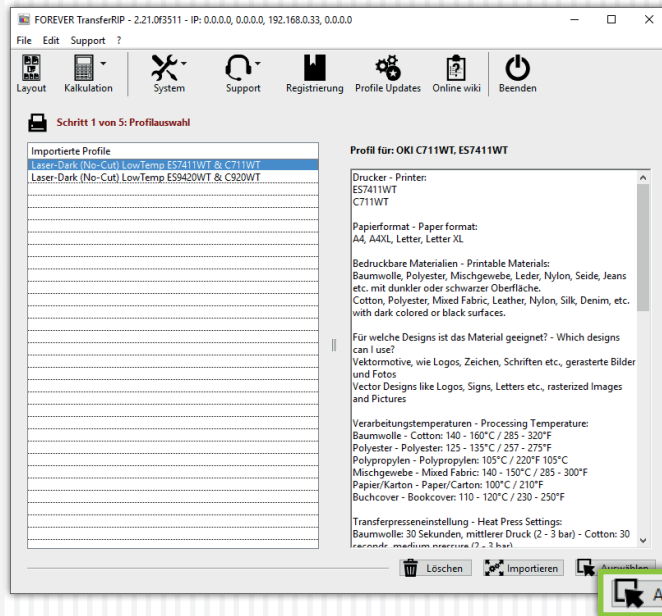 FOREVER TransferRIP - 2.21.0f3511 - IP: 0.0.0.0, 0.0.0.0, 192.168.0.33, 0.0.0.0
File Edit Support ?
Layout Kalkulation System Support Registrierung Profile Updates Online wiki Beenden
Schritt 1 von 5: Profilauswahl
Importierte Profile
Laser-Dark (No-Cut) LowTemp ES7411WT & C711WT
Laser-Dark (No-Cut) LowTemp ES9420WT & C920WT
Profil für: OKI C711WT, ES7411WT
Drucker - Printer:
ES7411WT
C711WT
Papierformat - Paper format:
A4, A4XL, Letter, Letter XL
Bedruckbare Materialien - Printable Materials:
Baumwolle, Polyester, Mischgewebe, Leder, Nylon, Seide, Jeans
etc. mit dunkler oder schwarzer Oberfläche.
Cotton, Polyester, Mixed Fabric, Leather, Nylon, Silk, Denim, etc.
with dark colored or black surfaces.
Für welche Designs ist das Material geeignet? - Which designs
can I use?
Vektormotive, wie Logos, Zeichen, Schriften etc., gerasterte Bilder
und Fotos
Vector Designs like Logos, Signs, Letters etc., rasterized Images
and Pictures
Verarbeitungstemperaturen - Processing Temperature:
Baumwolle - Cotton: 140 - 160°C / 285 - 320°F
Polyester - Polyester: 125 - 135°C / 257 - 275°F
Polypropylen - Polypropylen: 105°C / 220°F 105°C
Mischgewebe - Mixed Fabric: 140 - 150°C / 285 - 300°F
Papier/Karton - Paper/Carton: 100°C / 210°F
Buchcover - Bookcover: 110 - 120°C / 230 - 250°F
Transferpresseneinstellung - Heat Press Settings:
Baumwolle: 30 Sekunden, mittlerer Druck (2 - 3 bar) - Cotton: 30
seconds, medium pressure (2 - 3 bar)
Löschen Importieren Auswählen
A